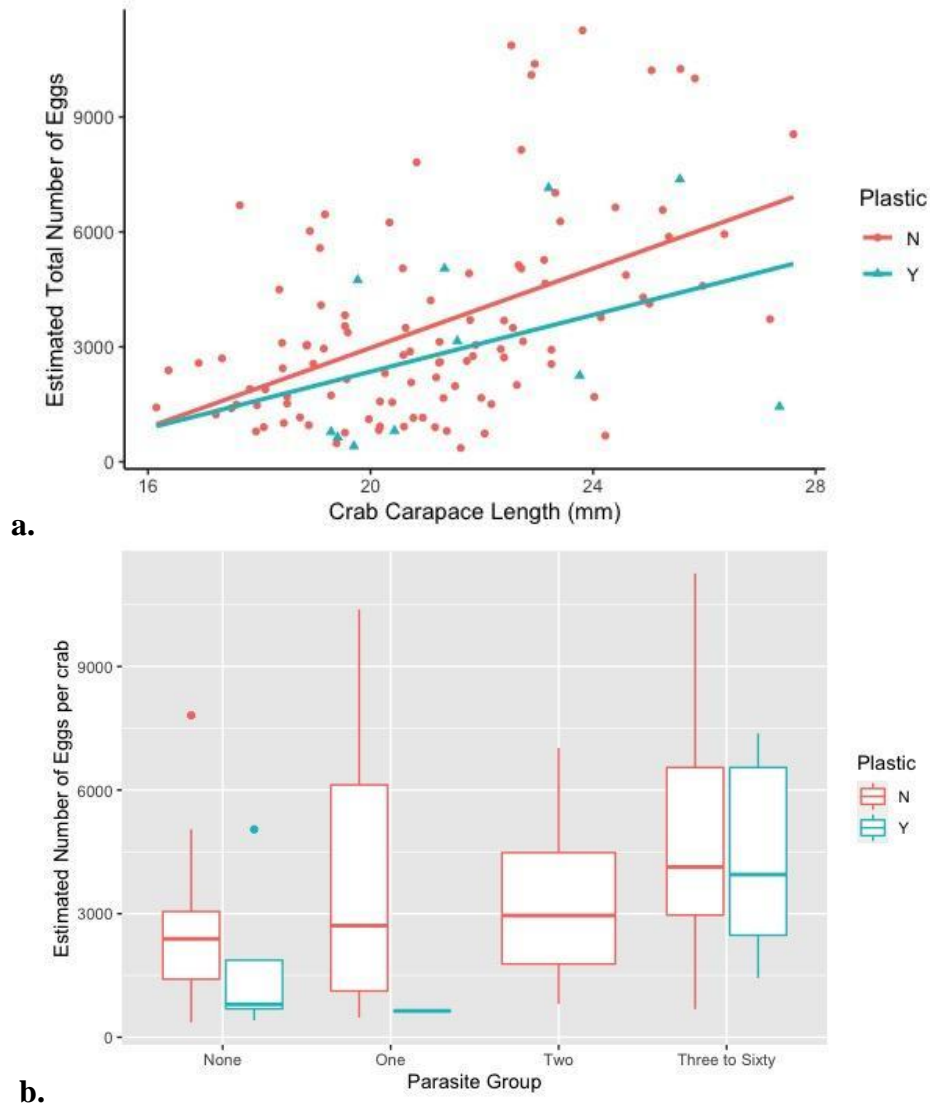 Estimated Total Number of Eggs
9000
6000
3000
0
16
20
24
28
Crab Carapace Length (mm)
Plastic
N
Y
a.
Estimated Number of Eggs per crab
9000
6000
3000
0
None
One
Two
Three to Sixty
Parasite Group
Plastic
N
Y
b.